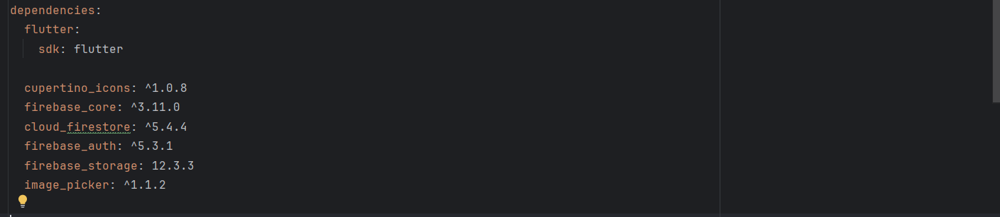 dependencies:
  flutter:
    sdk: flutter

  cupertino_icons: ^1.0.8
  firebase_core: ^3.11.0
  cloud_firestore: ^5.4.4
  firebase_auth: ^5.3.1
  firebase_storage: 12.3.3
  image_picker: ^1.1.2